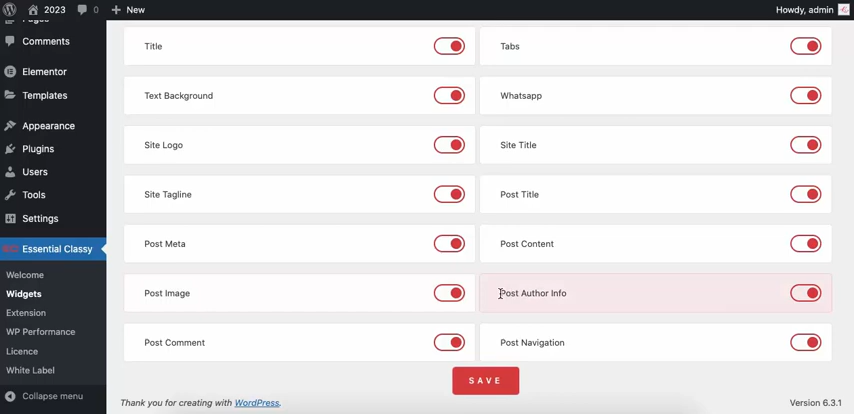 2023 0 New Howdy, admin
Pages
Comments
Elementor
Templates
Appearance
Plugins
Users
Tools
Settings
Essential Classy
Welcome
Widgets
Extension
WP Performance
Licence
White Label
Collapse menu
Title Tabs
Text Background Whatsapp
Site Logo Site Title
Site Tagline Post Title
Post Meta Post Content
Post Image Post Author Info
Post Comment Post Navigation
SAVE
Thank you for creating with WordPress. Version 6.3.1